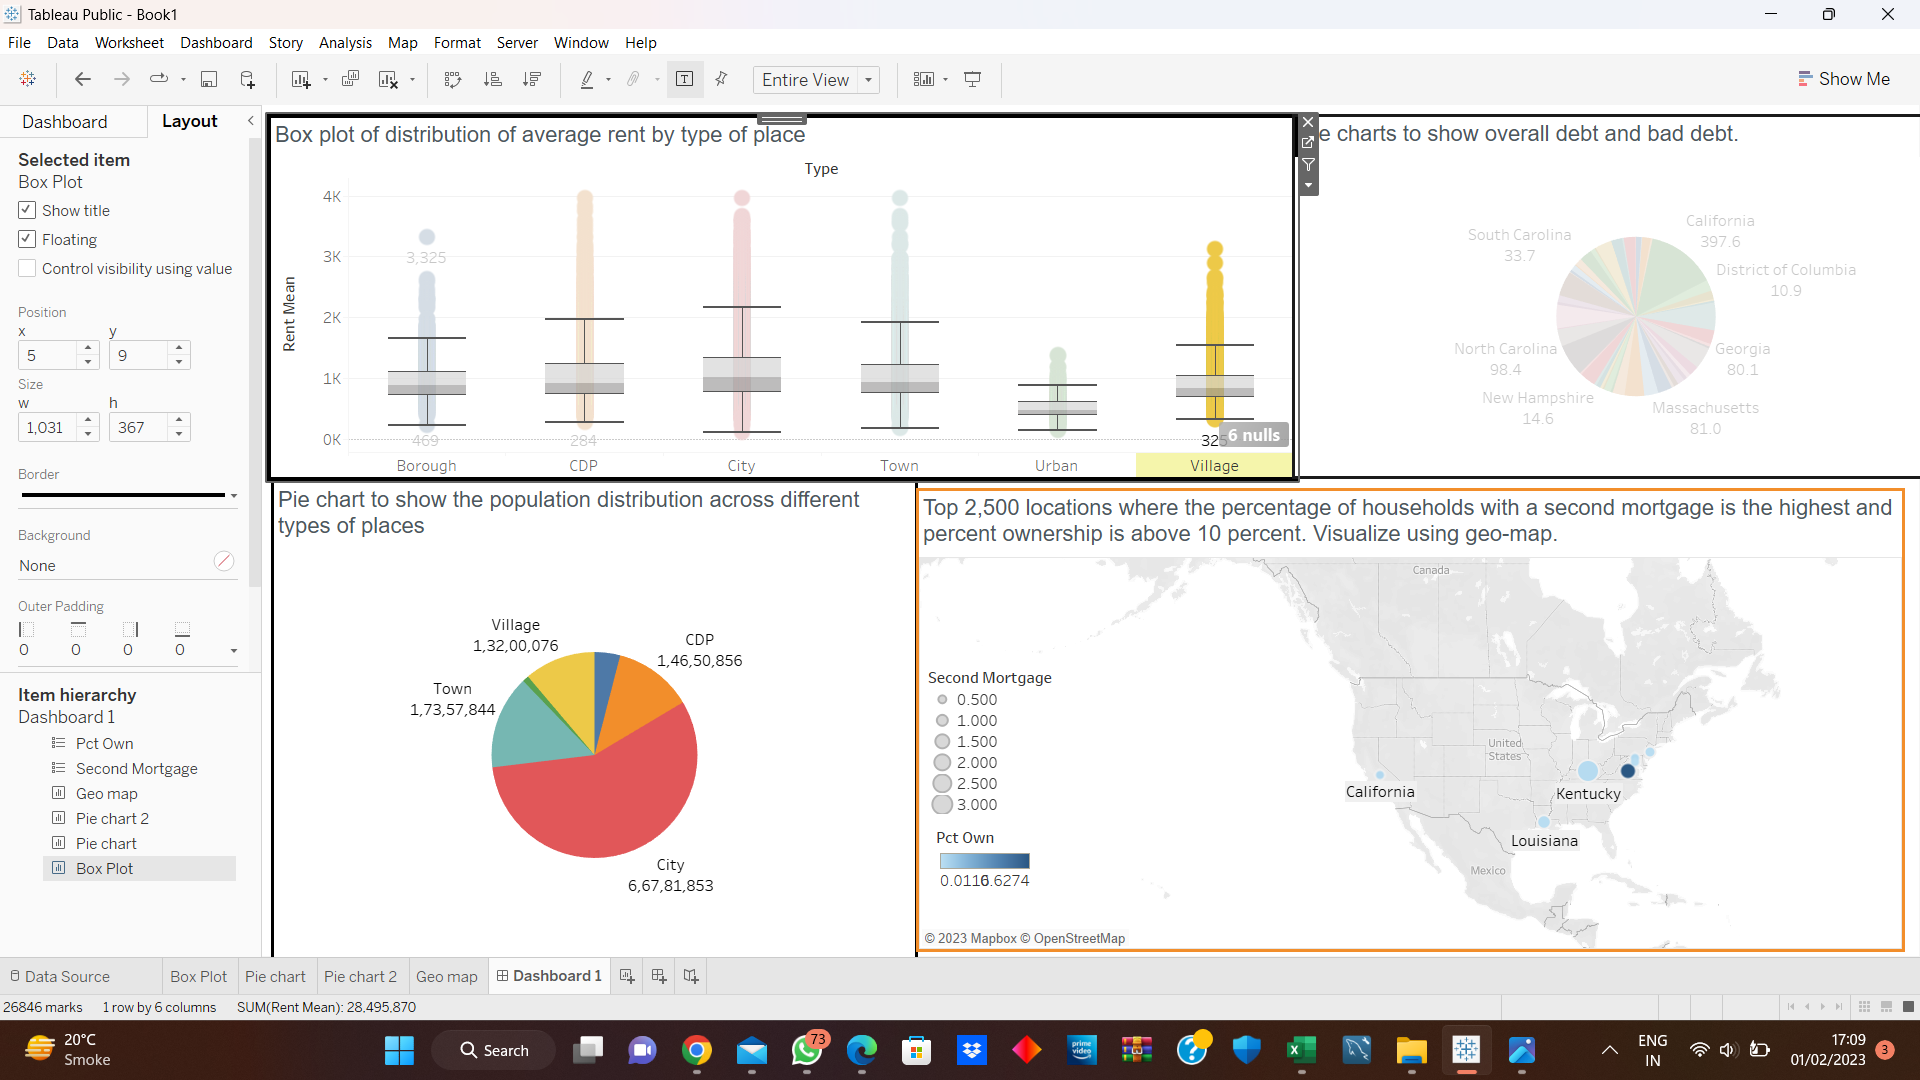 Tableau Public - Book1
File Data Worksheet Dashboard Story Analysis Map Format Server Window Help
Entire View
Show Me
Dashboard Layout
Selected item
Box Plot
Show title
Floating
Control visibility using value
Position
x y
5 9
Size
w h
1,031 367
Border
Background
None
Outer Padding
0 0 0 0
Item hierarchy
Dashboard 1
Pct Own
Second Mortgage
Geo map
Pie chart 2
Pie chart
Box Plot
Box plot of distribution of average rent by type of place
Type
Rent Mean
4K
3K
2K
1K
0K
3,325
469 284 325
6 nulls
Borough CDP City Town Urban Village
e charts to show overall debt and bad debt.
California
397.6
South Carolina
33.7
District of Columbia
10.9
North Carolina
98.4
Georgia
80.1
New Hampshire
14.6
Massachusetts
81.0
Pie chart to show the population distribution across different
types of places
Village
1,32,00,076
CDP
1,46,50,856
Town
1,73,57,844
City
6,67,81,853
Top 2,500 locations where the percentage of households with a second mortgage is the highest and
percent ownership is above 10 percent. Visualize using geo-map.
Canada
United
States
Mexico
California
Kentucky
Louisiana
Second Mortgage
0.500
1.000
1.500
2.000
2.500
3.000
Pct Own
© 2023 Mapbox © OpenStreetMap
Data Source Box Plot Pie chart Pie chart 2 Geo map Dashboard 1
26846 marks 1 row by 6 columns SUM(Rent Mean): 28,495,870
20°C
Smoke
Search
73
prime
video
ENG
IN
17:09
01/02/2023
3